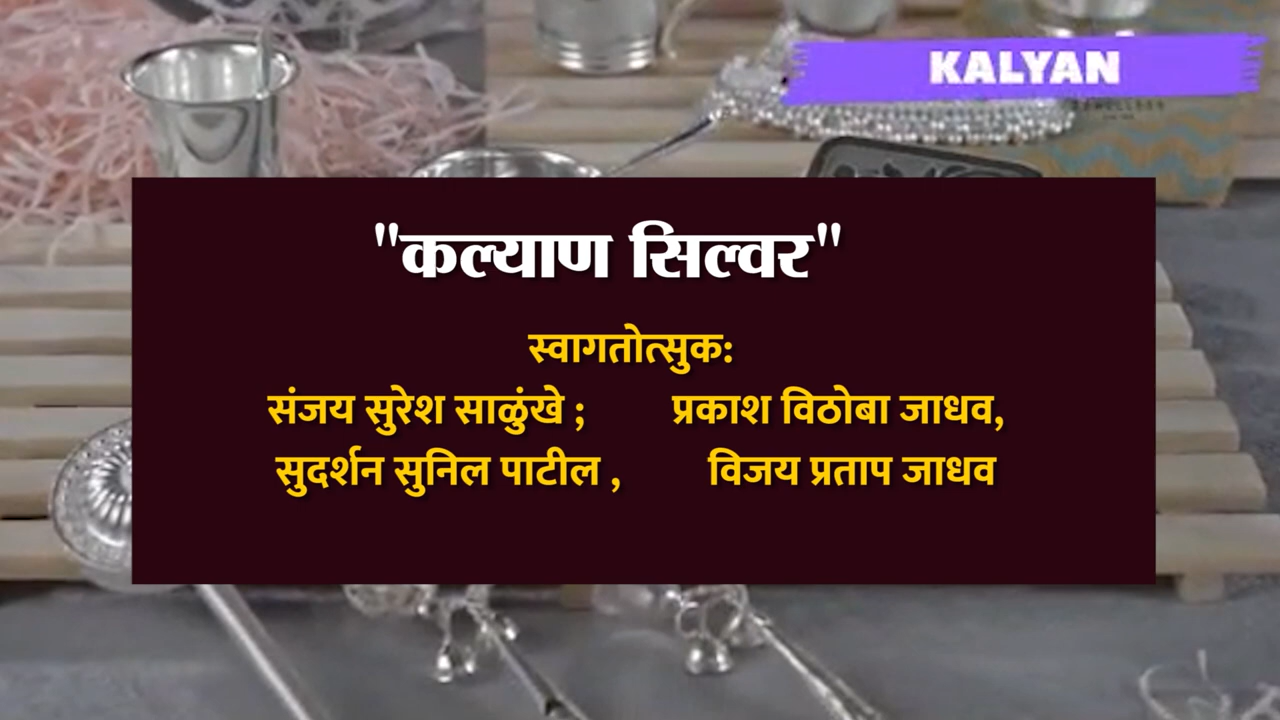 KALYAN
"कल्याण सिल्वर"
स्वागतोत्सुक:
संजय सुरेश साळुंखे ; प्रकाश विठोबा जाधव,
सुदर्शन सुनिल पाटील , विजय प्रताप जाधव